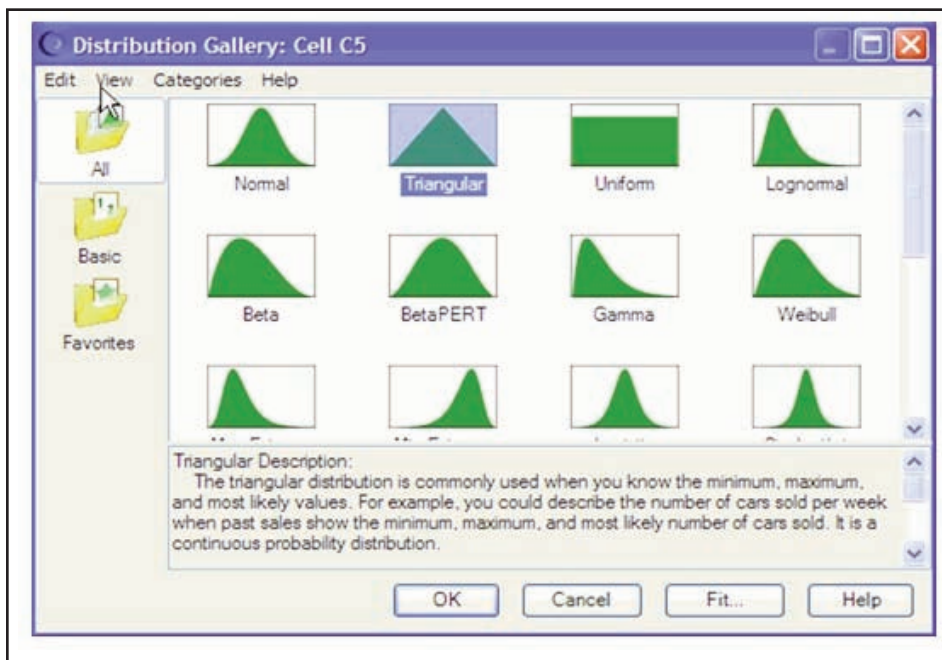 Distribution Gallery: Cell C5
Edit View Categories Help
All
Basic
Favorites
Normal Triangular Uniform Lognormal
Beta BetaPERT Gamma Weibull
Triangular Description:
The triangular distribution is commonly used when you know the minimum, maximum,
and most likely values. For example, you could describe the number of cars sold per week
when past sales show the minimum, maximum, and most likely number of cars sold. It is a
continuous probability distribution.
OK Cancel Fit... Help